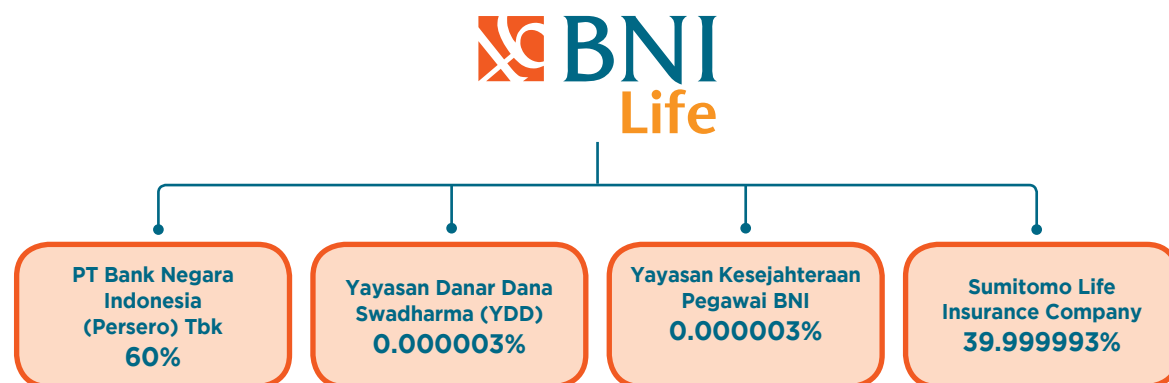 BNI
Life
PT Bank Negara
Indonesia
(Persero) Tbk
60%
Yayasan Danar Dana
Swadharma (YDD)
0.000003%
Yayasan Kesejahteraan
Pegawai BNI
0.000003%
Sumitomo Life
Insurance Company
39.999993%